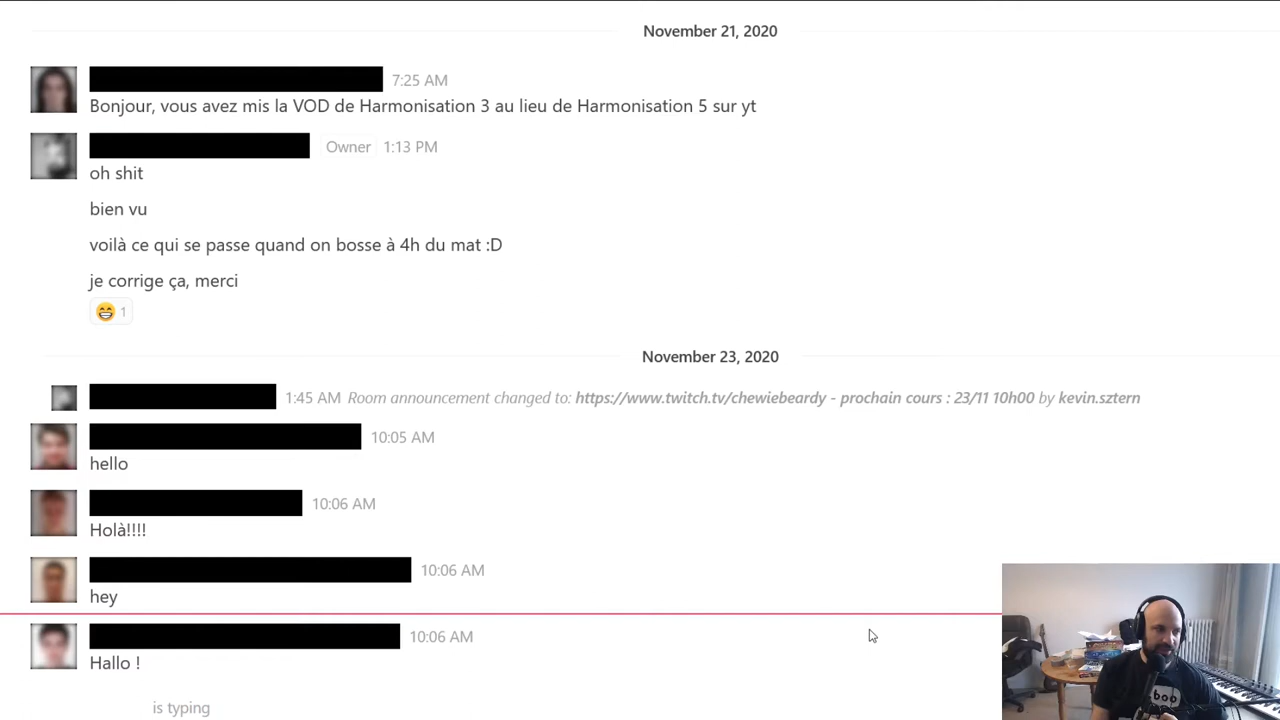 November 21, 2020
7:25 AM
Bonjour, vous avez mis la VOD de Harmonisation 3 au lieu de Harmonisation 5 sur yt
Owner 1:13 PM
oh shit
bien vu
voilà ce qui se passe quand on bosse à 4h du mat :D
je corrige ça, merci
1
November 23, 2020
1:45 AM Room announcement changed to: https://www.twitch.tv/chewiebeardy - prochain cours : 23/11 10h00 by kevin.sztern
10:05 AM
hello
10:06 AM
Holà!!!!
10:06 AM
hey
10:06 AM
Hallo !
is typing
boo